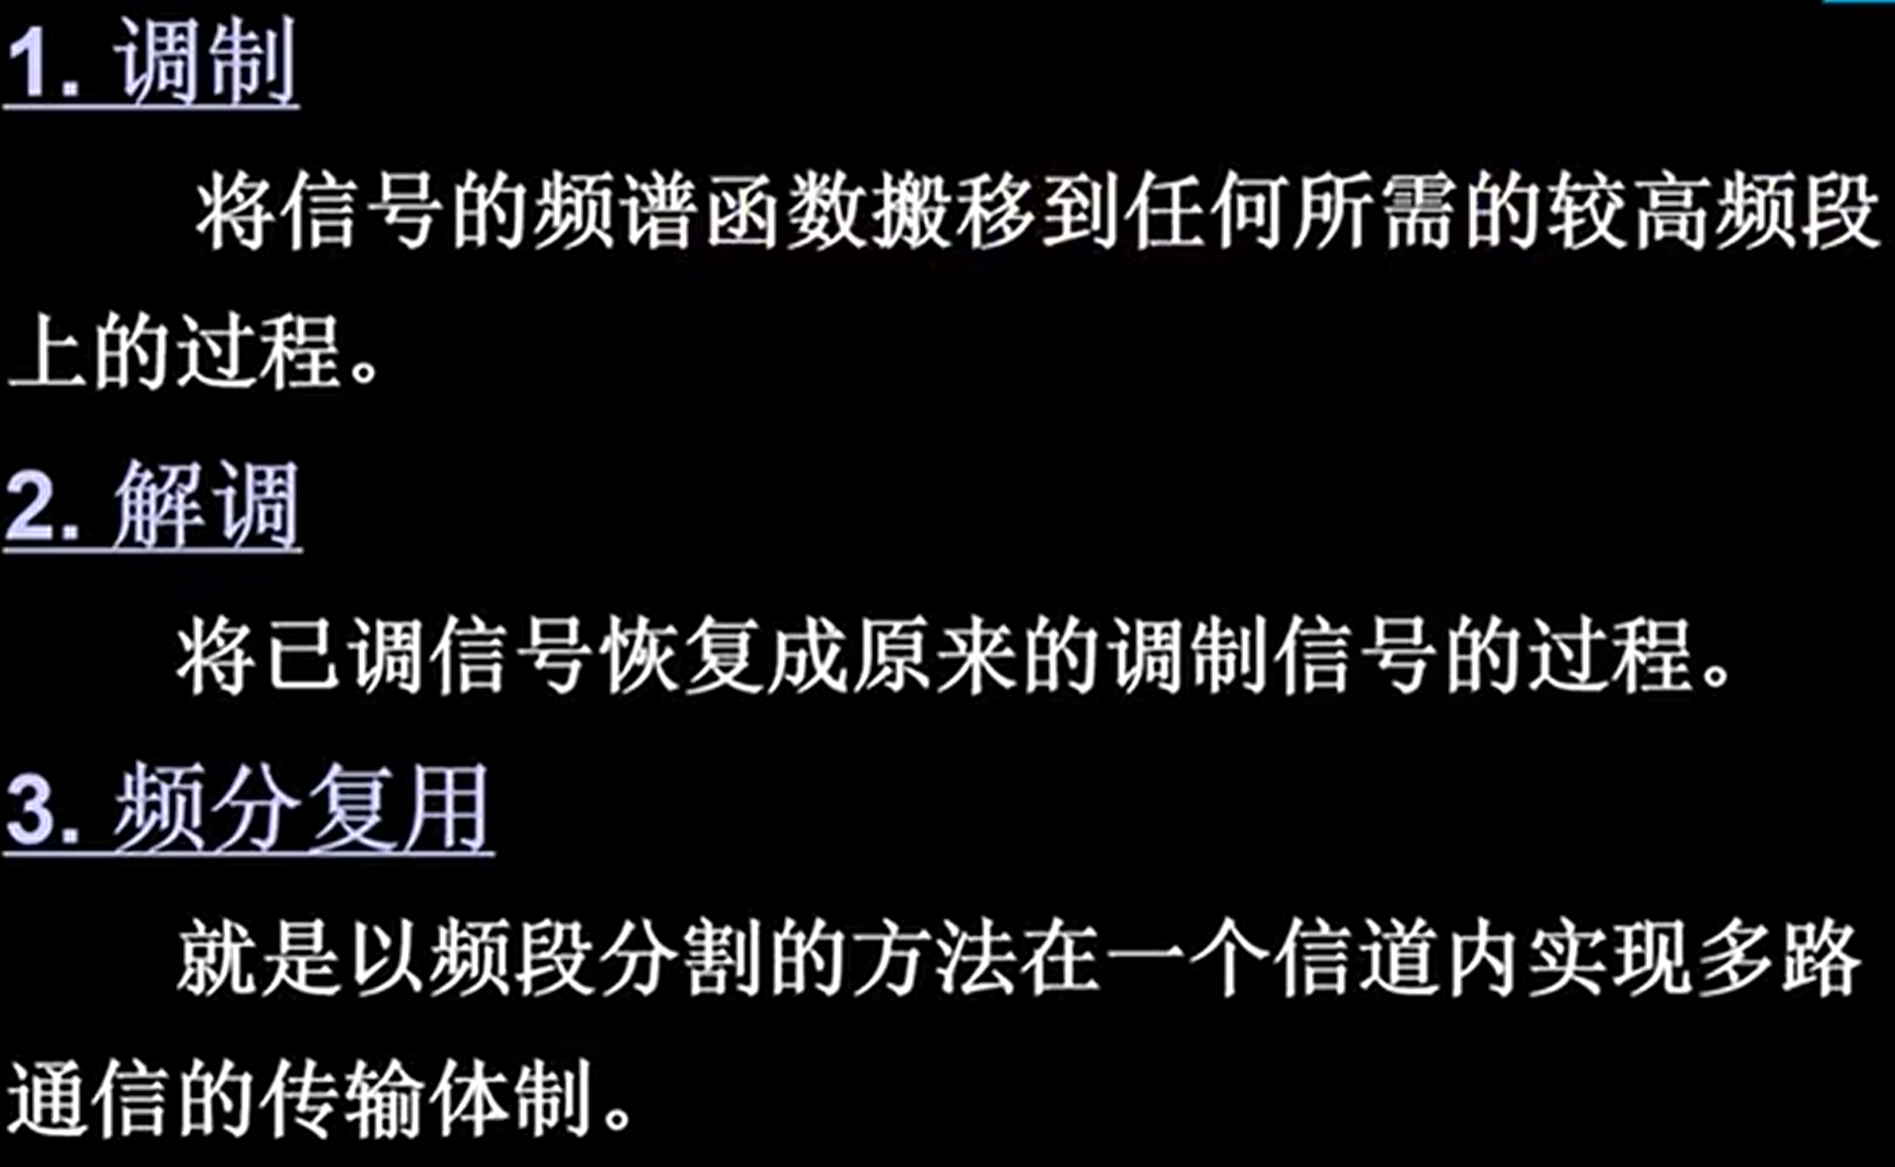 1. 调制
将信号的频谱函数搬移到任何所需的较高频段
上的过程。
2. 解调
将已调信号恢复成原来的调制信号的过程。
3. 频分复用
就是以频段分割的方法在一个信道内实现多路
通信的传输体制。